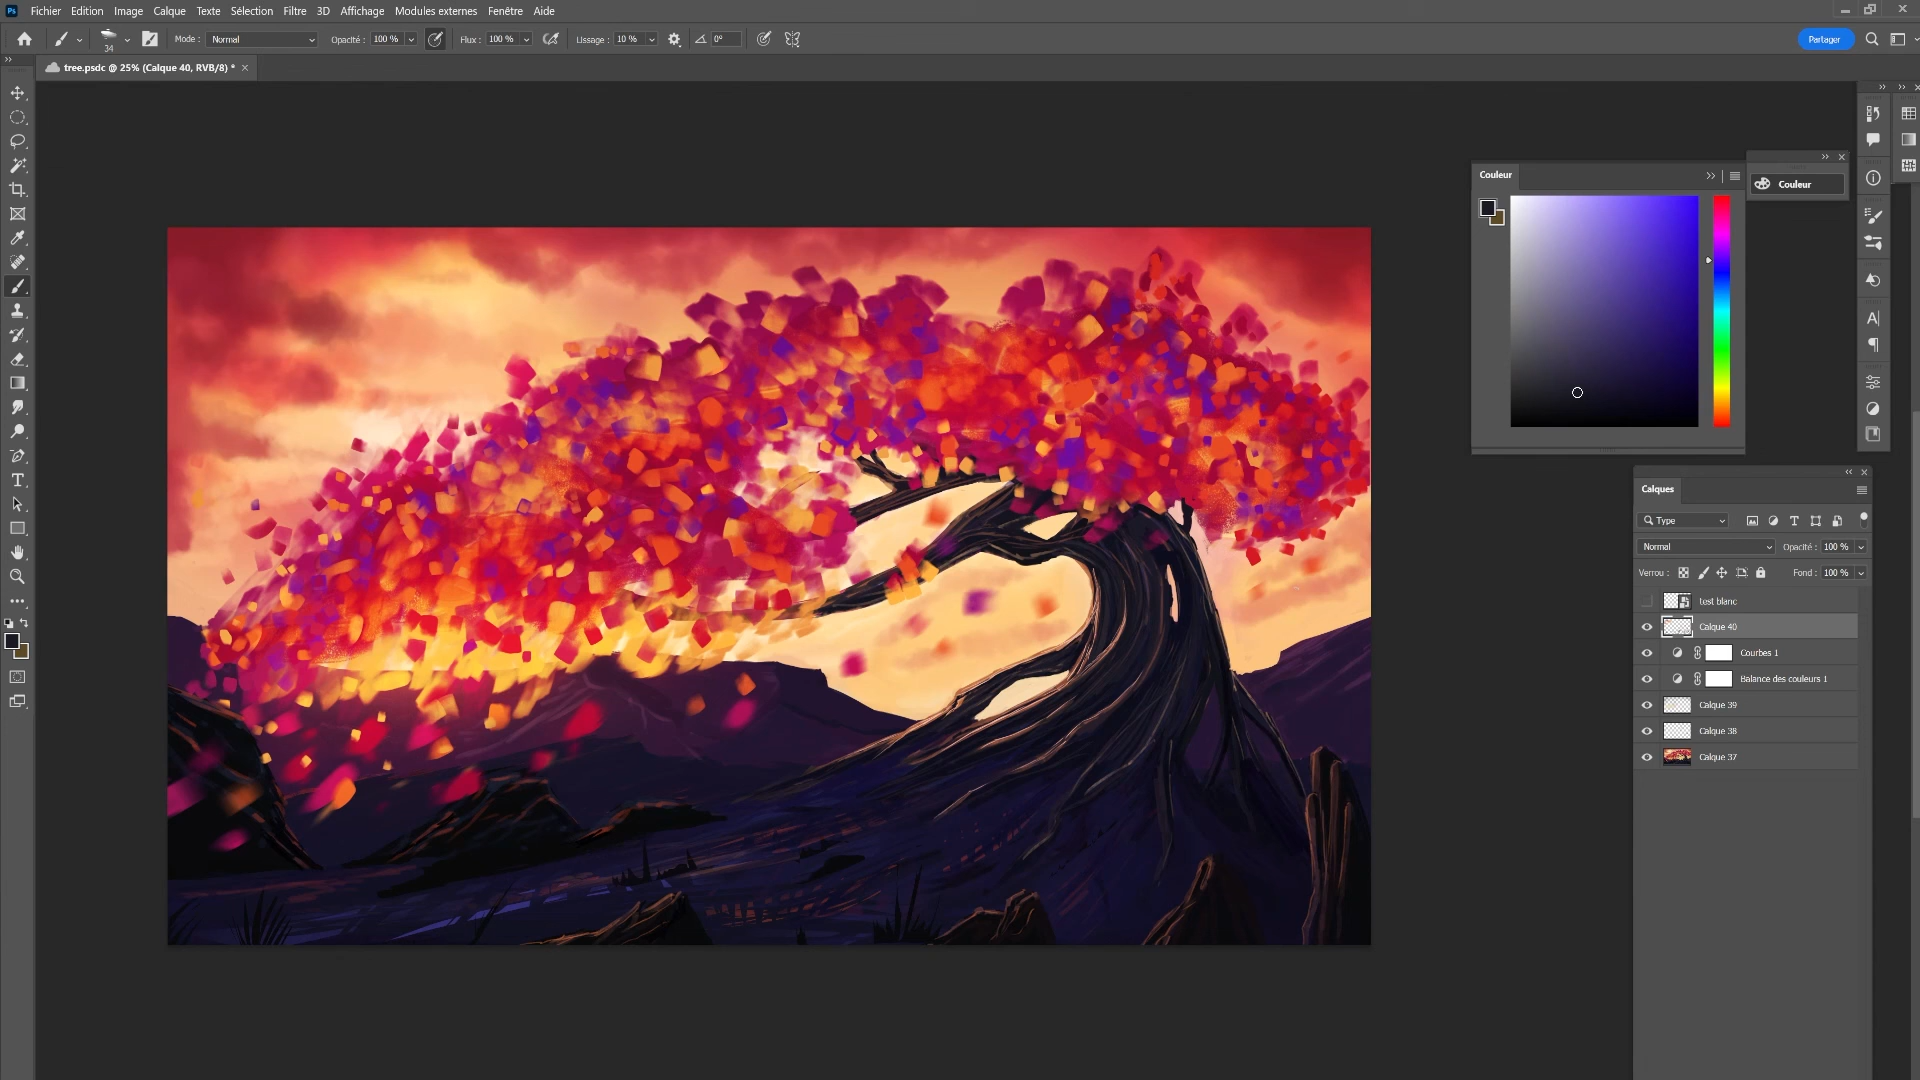 Ps Fichier Edition Image Calque Texte Sélection Filtre 3D Affichage Modules externes Fenêtre Aide
34 Mode : Normal Opacité : 100 % Flux : 100 % Lissage : 10 % 0° Partager
tree.psdc @ 25% (Calque 40, RVB/8) *
Couleur
Couleur
Calques
Type
Normal Opacité : 100 %
Verrou : Fond : 100 %
test blanc
Calque 40
Courbes 1
Balance des couleurs 1
Calque 39
Calque 38
Calque 37